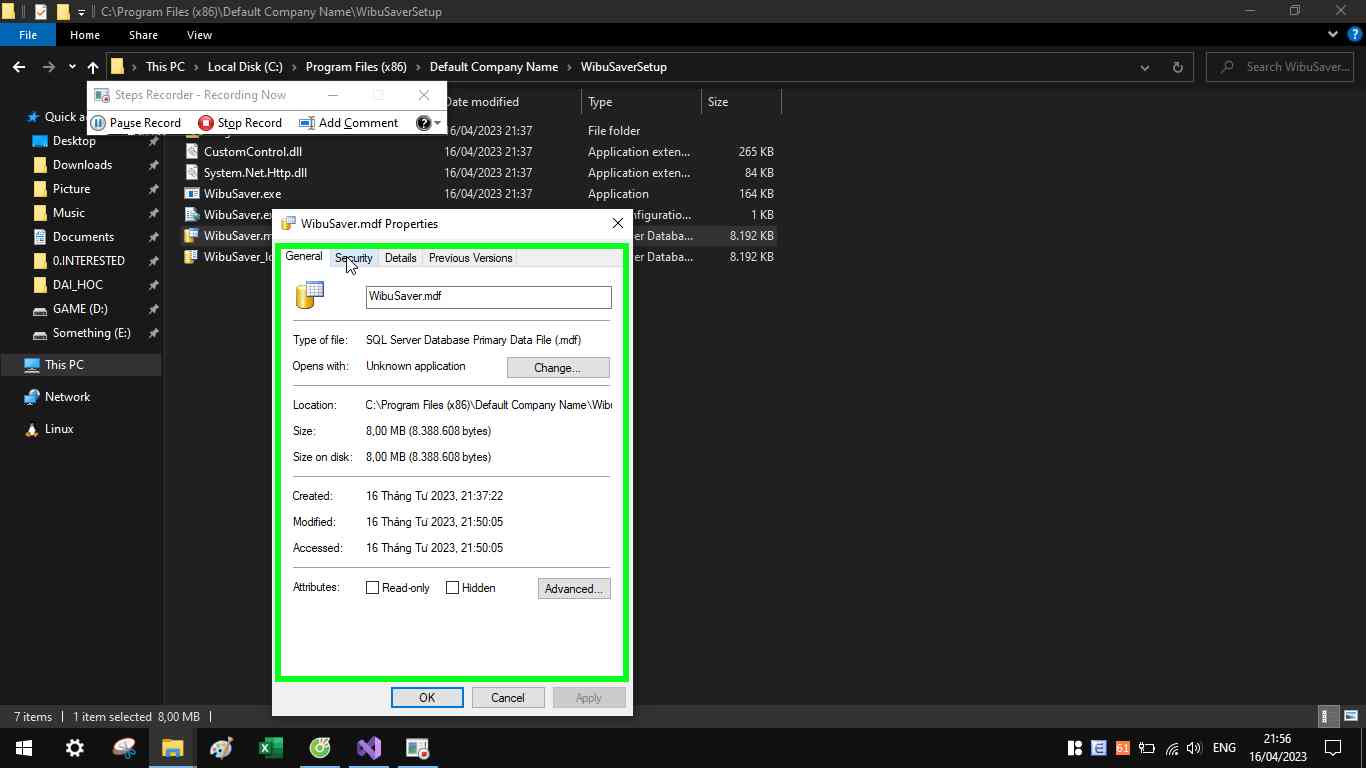 C:\Program Files (x86)\Default Company Name\WibuSaverSetup
File Home Share View
This PC Local Disk (C:) Program Files (x86) Default Company Name WibuSaverSetup Search WibuSaver...
Steps Recorder - Recording Now
Pause Record Stop Record Add Comment
Date modified Type Size
16/04/2023 21:37 File folder
CustomControl.dll 16/04/2023 21:37 Application exten... 265 KB
System.Net.Http.dll 16/04/2023 21:37 Application exten... 84 KB
WibuSaver.exe 16/04/2023 21:37 Application 164 KB
1 KB
8.192 KB
8.192 KB
Desktop
Downloads
Picture
Music
Documents
0.INTERESTED
DAI_HOC
GAME (D:)
Something (E:)
This PC
Network
Linux
WibuSaver.mdf Properties
General Security Details Previous Versions
WibuSaver.mdf
Type of file: SQL Server Database Primary Data File (.mdf)
Opens with: Unknown application Change...
Location: C:\Program Files (x86)\Default Company Name\Wibu
Size: 8,00 MB (8.388.608 bytes)
Size on disk: 8,00 MB (8.388.608 bytes)
Created: 16 Tháng Tư 2023, 21:37:22
Modified: 16 Tháng Tư 2023, 21:50:05
Accessed: 16 Tháng Tư 2023, 21:50:05
Attributes: Read-only Hidden Advanced...
OK Cancel Apply
7 items 1 item selected 8,00 MB
61 ENG 21:56
16/04/2023